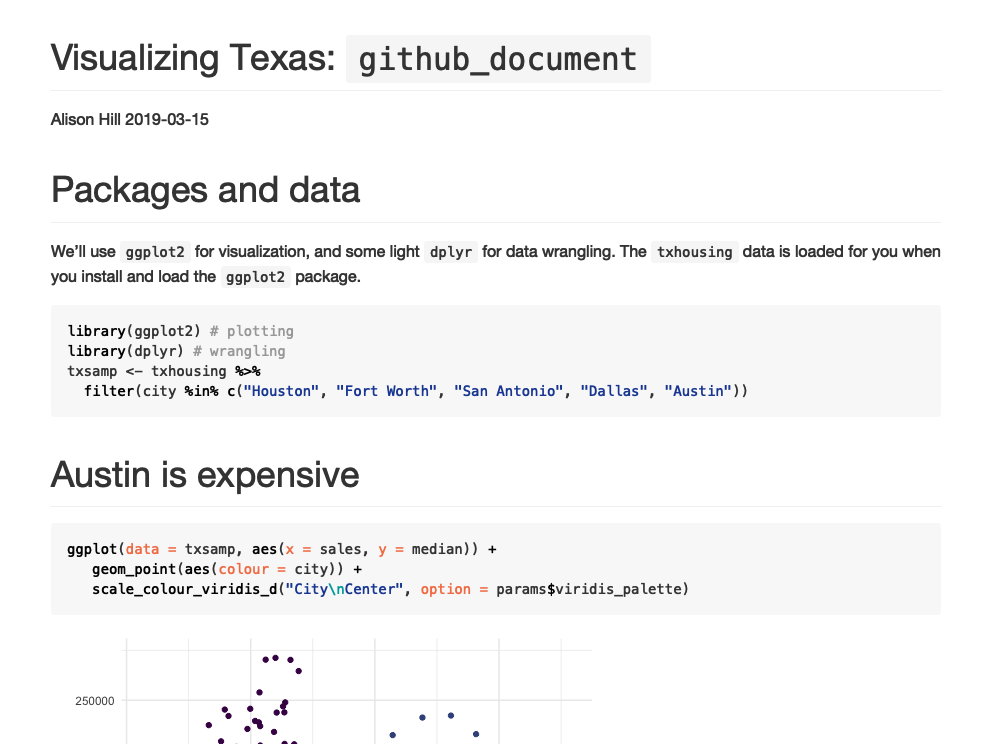 Visualizing Texas: github_document
Alison Hill 2019-03-15
Packages and data
We’ll use ggplot2 for visualization, and some light dplyr for data wrangling. The txhousing data is loaded for you when
you install and load the ggplot2 package.
library(ggplot2) # plotting
library(dplyr) # wrangling
txsamp <- txhousing %>%
  filter(city %in% c("Houston", "Fort Worth", "San Antonio", "Dallas", "Austin"))
Austin is expensive
ggplot(data = txsamp, aes(x = sales, y = median)) +
   geom_point(aes(colour = city)) +
   scale_colour_viridis_d("City\nCenter", option = params$viridis_palette)
250000